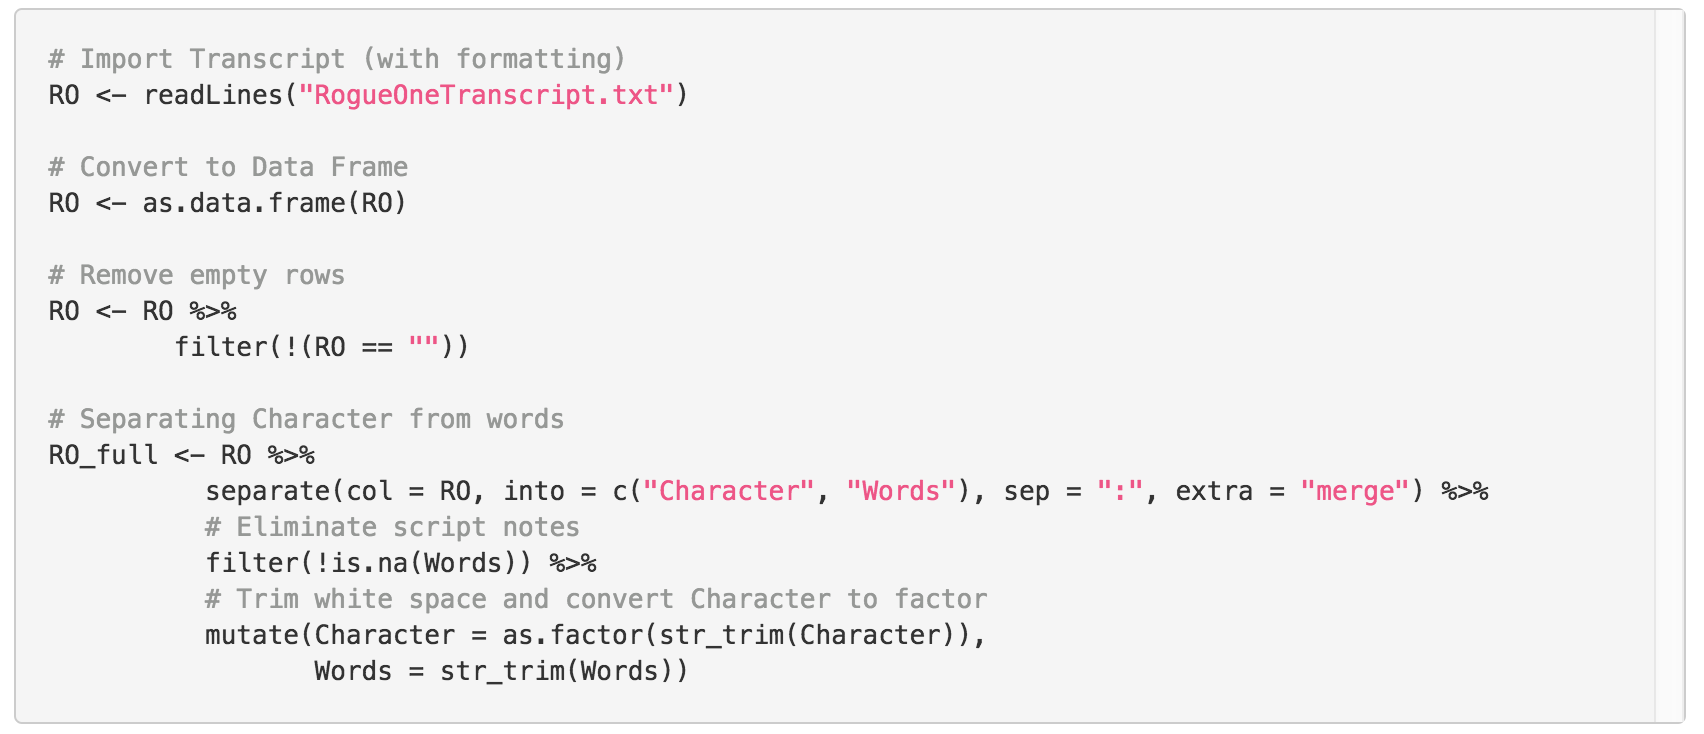 # Import Transcript (with formatting)
RO <- readLines("RogueOneTranscript.txt")
# Convert to Data Frame
RO <- as.data.frame(RO)
# Remove empty rows
RO <- RO %>%
        filter(!(RO == ""))
# Separating Character from words
RO_full <- RO %>%
          separate(col = RO, into = c("Character", "Words"), sep = ":", extra = "merge") %>%
          # Eliminate script notes
          filter(!is.na(Words)) %>%
          # Trim white space and convert Character to factor
          mutate(Character = as.factor(str_trim(Character)),
                 Words = str_trim(Words))